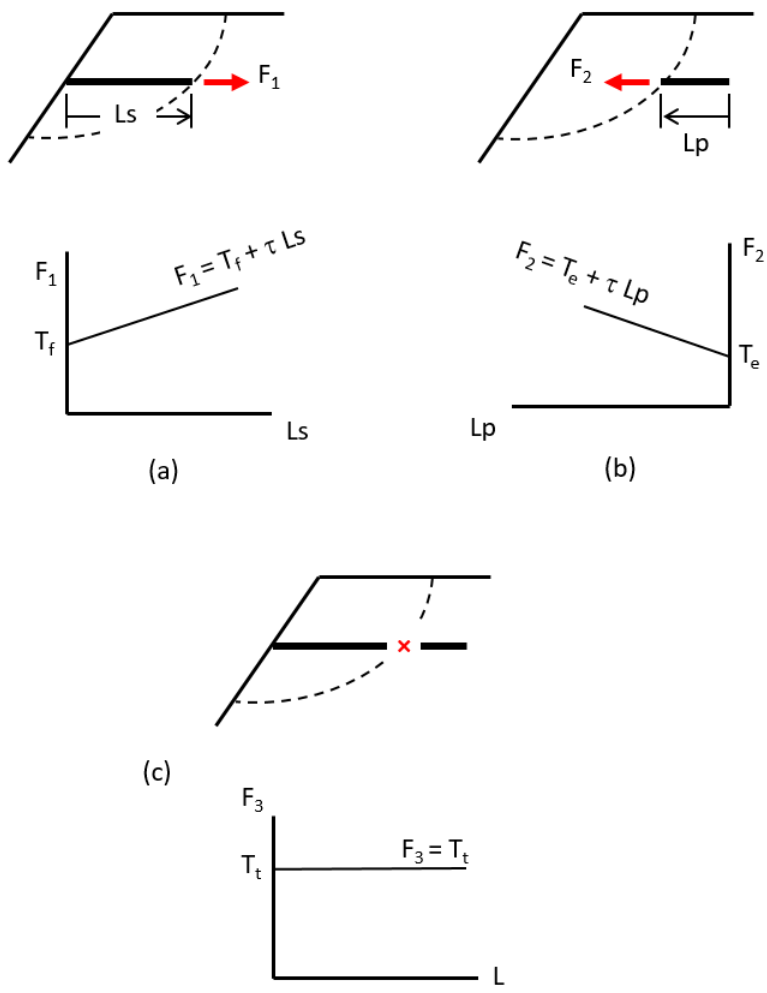 F₁
Ls
F₂
Lp
F₁
F₁ = T_f + τ Ls
T_f
Ls
(a)
F₂
F₂ = T_e + τ Lp
T_e
Lp
(b)
×
(c)
F₃
T_t
F₃ = T_t
L